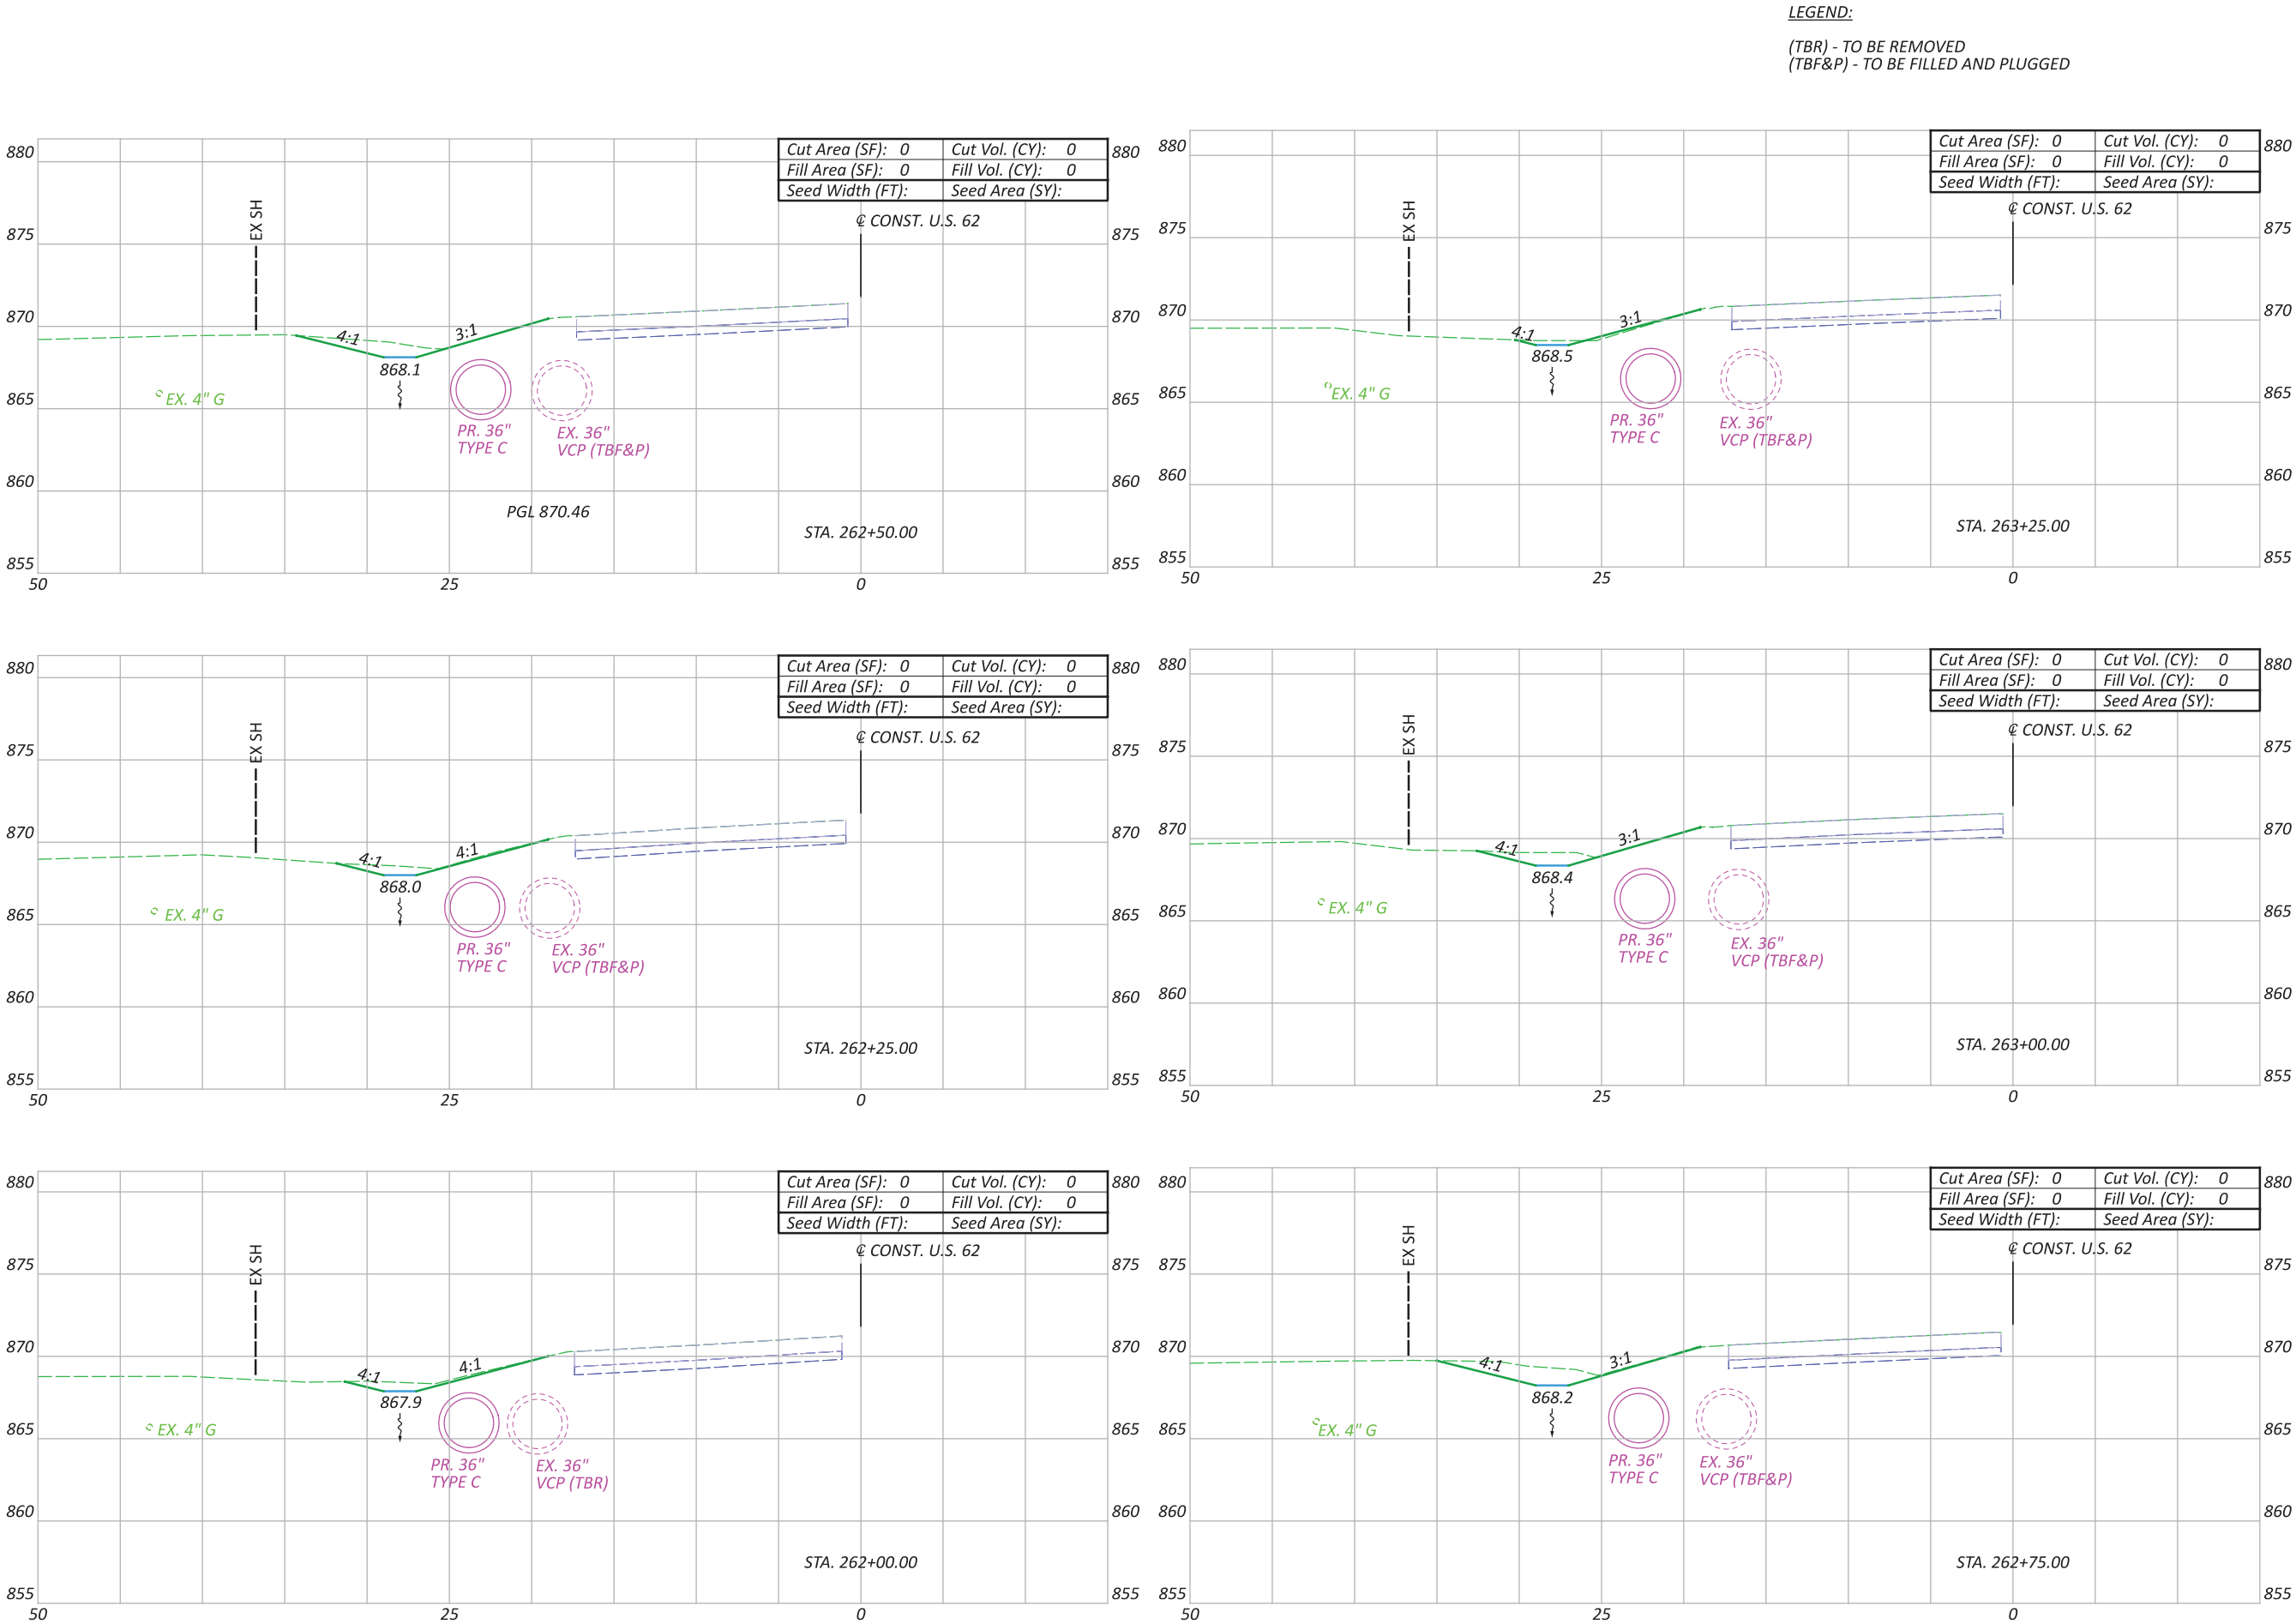 LEGEND:
(TBR) - TO BE REMOVED
(TBF&P) - TO BE FILLED AND PLUGGED
Cut Area (SF): 0 Cut Vol. (CY): 0
Fill Area (SF): 0 Fill Vol. (CY): 0
Seed Width (FT): Seed Area (SY):
℄ CONST. U.S. 62
880 880
875 875
870 870
865 865
860 860
855 855
EX SH
4:1 3:1
868.1
EX. 4" G
PR. 36"
TYPE C
EX. 36"
VCP (TBF&P)
PGL 870.46
STA. 262+50.00
50 25 0
Cut Area (SF): 0 Cut Vol. (CY): 0
Fill Area (SF): 0 Fill Vol. (CY): 0
Seed Width (FT): Seed Area (SY):
℄ CONST. U.S. 62
880 880
875 875
870 870
865 865
860 860
855 855
EX SH
4:1 3:1
868.5
EX. 4" G
PR. 36"
TYPE C
EX. 36"
VCP (TBF&P)
STA. 263+25.00
50 25 0
Cut Area (SF): 0 Cut Vol. (CY): 0
Fill Area (SF): 0 Fill Vol. (CY): 0
Seed Width (FT): Seed Area (SY):
℄ CONST. U.S. 62
880 880
875 875
870 870
865 865
860 860
855 855
EX SH
4:1 4:1
868.0
EX. 4" G
PR. 36"
TYPE C
EX. 36"
VCP (TBF&P)
STA. 262+25.00
50 25 0
Cut Area (SF): 0 Cut Vol. (CY): 0
Fill Area (SF): 0 Fill Vol. (CY): 0
Seed Width (FT): Seed Area (SY):
℄ CONST. U.S. 62
880 880
875 875
870 870
865 865
860 860
855 855
EX SH
4:1 3:1
868.4
EX. 4" G
PR. 36"
TYPE C
EX. 36"
VCP (TBF&P)
STA. 263+00.00
50 25 0
Cut Area (SF): 0 Cut Vol. (CY): 0
Fill Area (SF): 0 Fill Vol. (CY): 0
Seed Width (FT): Seed Area (SY):
℄ CONST. U.S. 62
880 880
875 875
870 870
865 865
860 860
855 855
EX SH
4:1 4:1
867.9
EX. 4" G
PR. 36"
TYPE C
EX. 36"
VCP (TBR)
STA. 262+00.00
50 25 0
Cut Area (SF): 0 Cut Vol. (CY): 0
Fill Area (SF): 0 Fill Vol. (CY): 0
Seed Width (FT): Seed Area (SY):
℄ CONST. U.S. 62
880 880
875 875
870 870
865 865
860 860
855 855
EX SH
4:1 3:1
868.2
EX. 4" G
PR. 36"
TYPE C
EX. 36"
VCP (TBF&P)
STA. 262+75.00
50 25 0